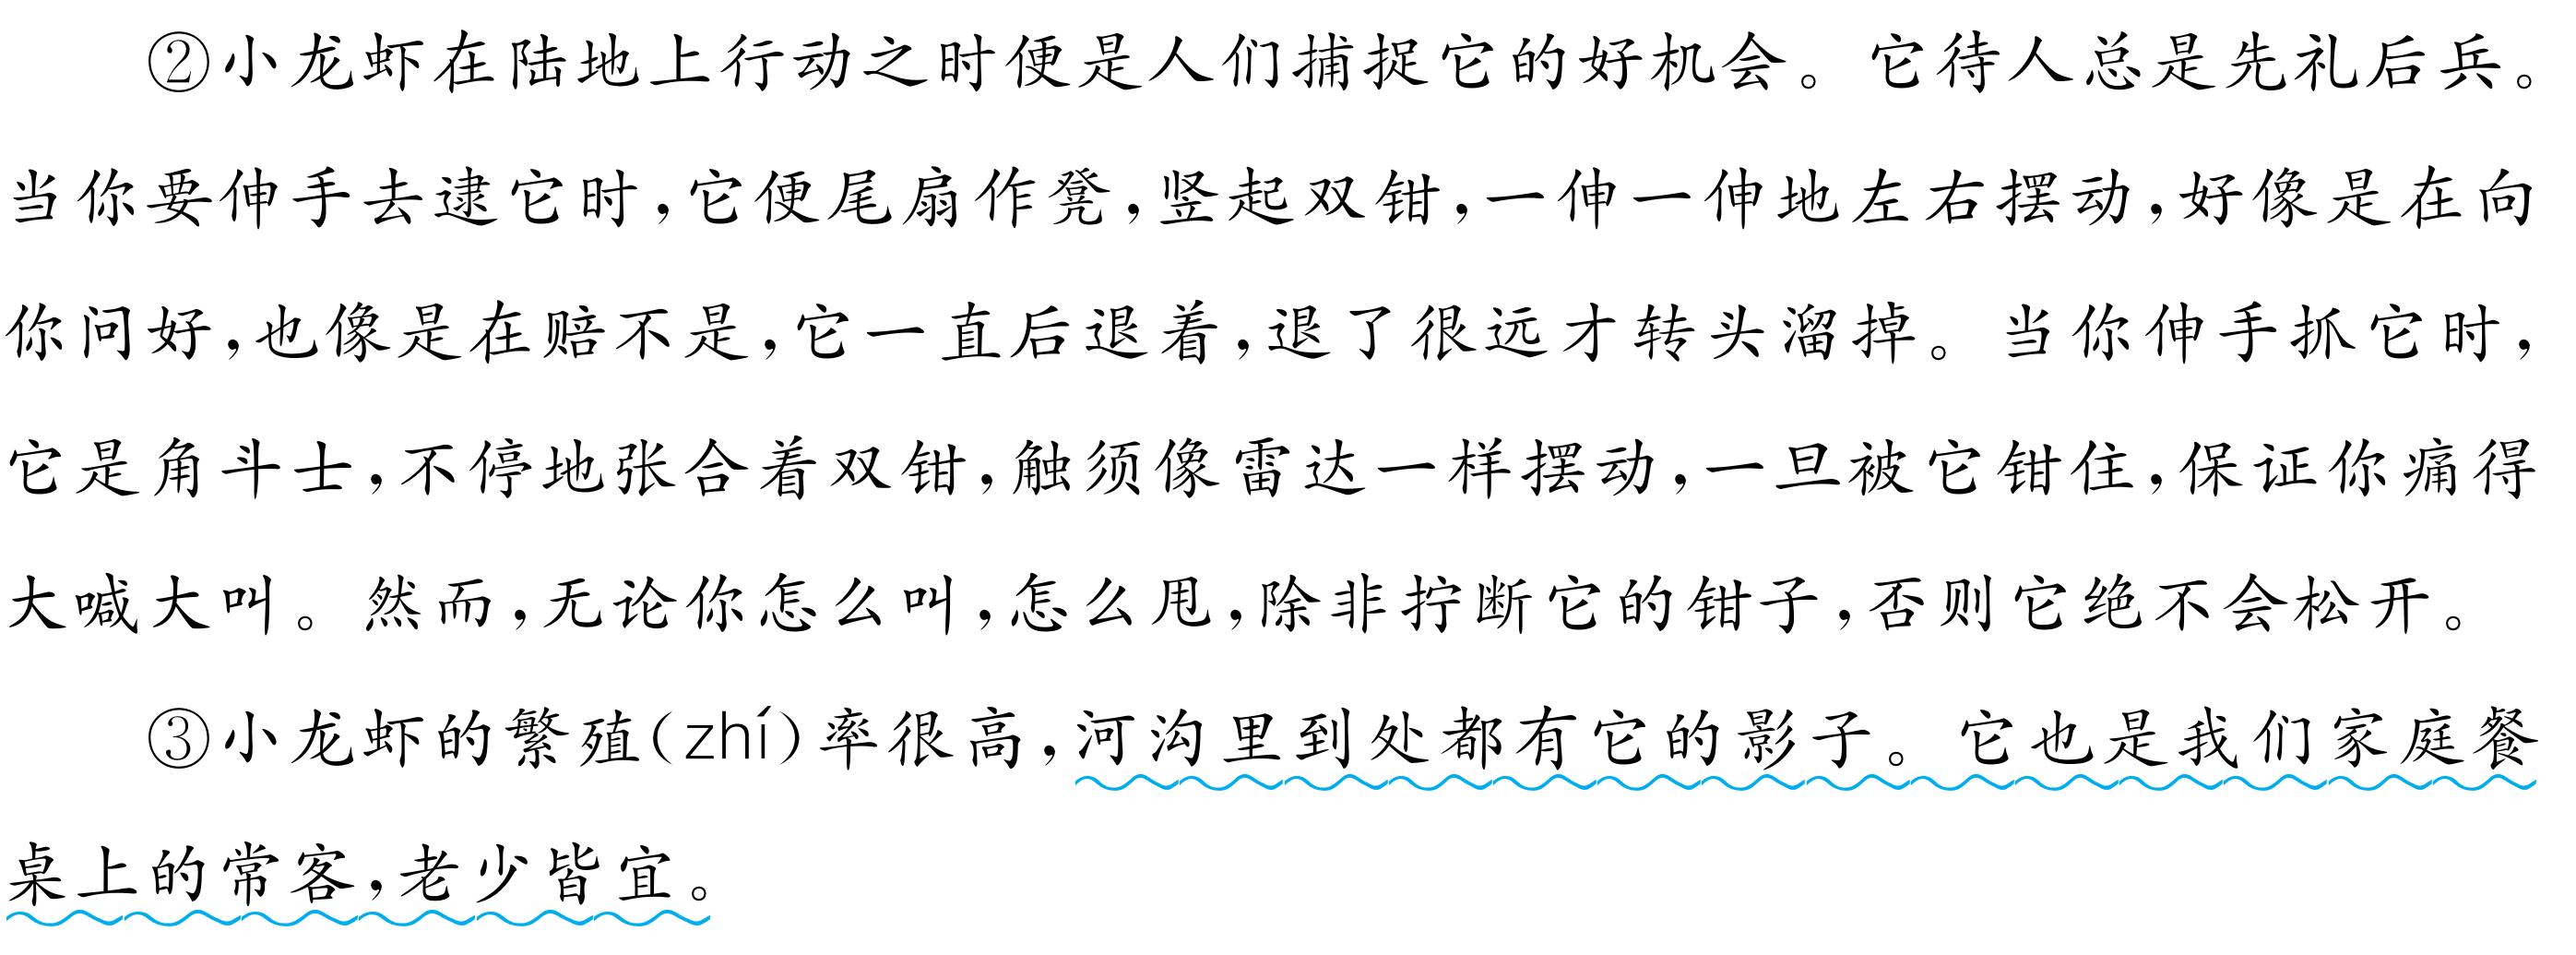 ②小龙虾在陆地上行动之时便是人们捕捉它的好机会。它待人总是先礼后兵。
当你要伸手去逮它时,它便尾扇作凳,竖起双钳,一伸一伸地左右摆动,好像是在向
你问好,也像是在赔不是,它一直后退着,退了很远才转头溜掉。当你伸手抓它时,
它是角斗士,不停地张合着双钳,触须像雷达一样摆动,一旦被它钳住,保证你痛得
大喊大叫。然而,无论你怎么叫,怎么甩,除非拧断它的钳子,否则它绝不会松开。
③小龙虾的繁殖(zhí)率很高,河沟里到处都有它的影子。它也是我们家庭餐
桌上的常客,老少皆宜。